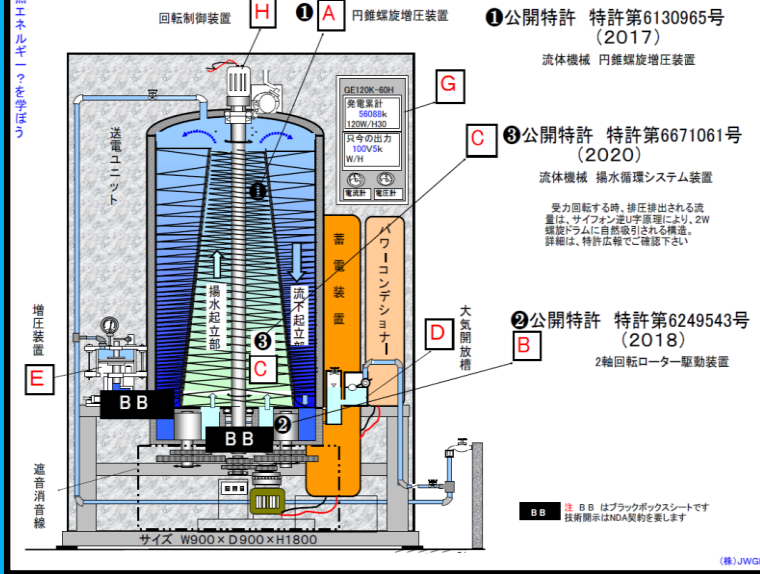 エネルギー？を学ぼう
回転制御装置
H
❶
A
円錐螺旋増圧装置
❶公開特許 特許第6130965号
（2017）
流体機械 円錐螺旋増圧装置
GE120K-60H
発電累計
56088k
120W/H30
只今の出力
100V5k
W/H
電流計
電圧計
G
C
❸公開特許 特許第6671061号
（2020）
流体機械 揚水循環システム装置
受力回転する時、排圧排出される流
量は、サイフォン逆U字原理により、2W
螺旋ドラムに自然吸引される構造。
詳細は、特許広報でご確認下さい
送電ユニット
❶
揚水起立部
流下起立部
蓄電装置
パワーコンデショナー
❸
C
大気開放槽
D
❷公開特許 特許第6249543号
（2018）
B
2軸回転ローター駆動装置
増圧装置
E
BB
BB
❷
遮音消音線
サイズ W900×D900×H1800
BB
注 BB はブラックボックスシートです
技術開示はNDA契約を要します